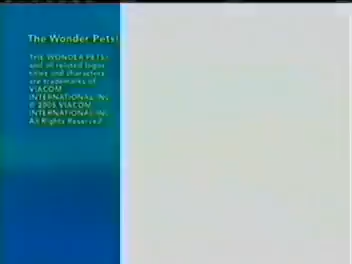 The Wonder Pets!
THE WONDER PETS!
and all related logos,
titles and characters
are trademarks of
VIACOM
INTERNATIONAL INC.
© 2005 VIACOM
INTERNATIONAL INC.
All Rights Reserved.